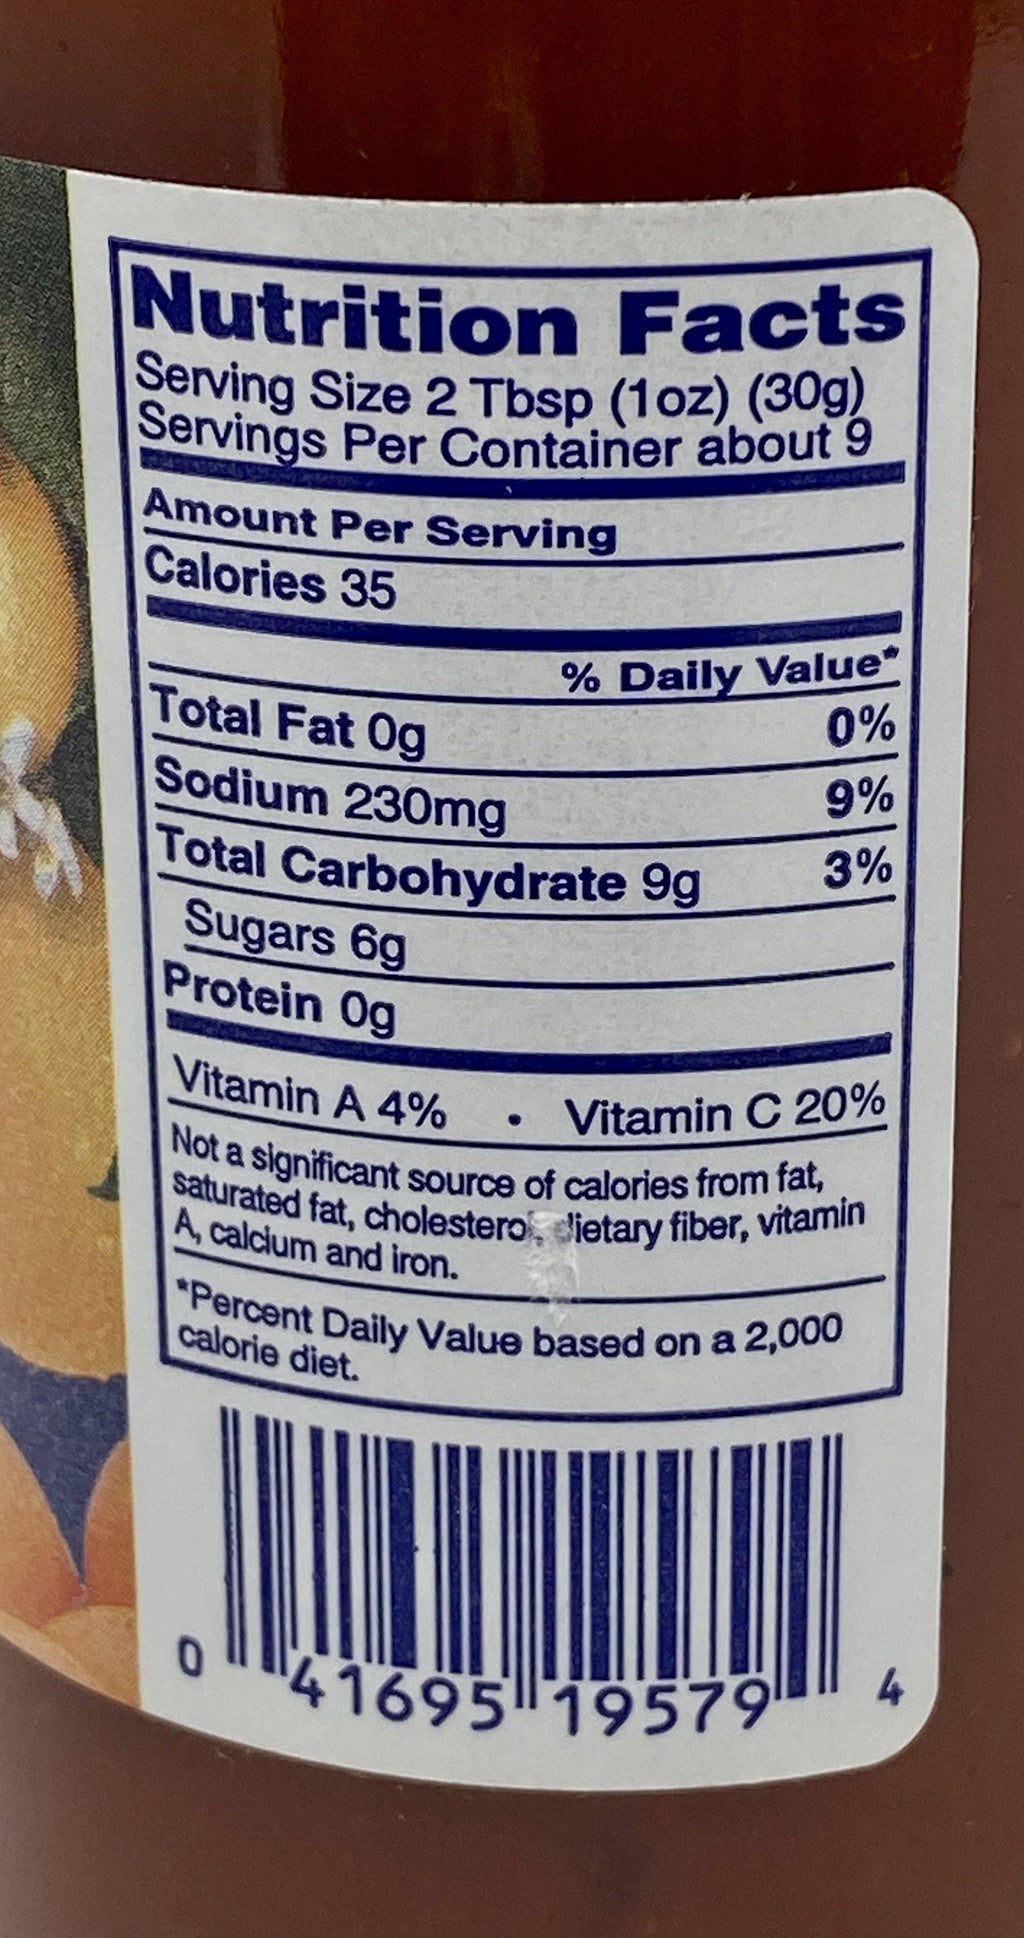 Nutrition Facts
Serving Size 2 Tbsp (1oz) (30g)
Servings Per Container about 9
Amount Per Serving
Calories 35
% Daily Value*
Total Fat 0g 0%
Sodium 230mg 9%
Total Carbohydrate 9g 3%
Sugars 6g
Protein 0g
Vitamin A 4% • Vitamin C 20%
Not a significant source of calories from fat,
saturated fat, cholesterol, dietary fiber, vitamin
A, calcium and iron.
*Percent Daily Value based on a 2,000
calorie diet.
0 41695 19579 4